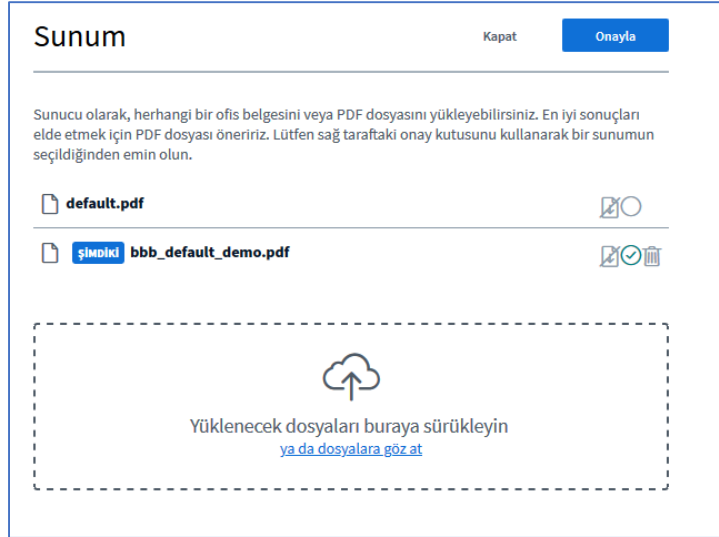 Sunum
Kapat
Onayla
Sunucu olarak, herhangi bir ofis belgesini veya PDF dosyasını yükleyebilirsiniz. En iyi sonuçları
elde etmek için PDF dosyası öneririz. Lütfen sağ taraftaki onay kutusunu kullanarak bir sunumun
seçildiğinden emin olun.
default.pdf
ŞİMDİKİ bbb_default_demo.pdf
Yüklenecek dosyaları buraya sürükleyin
ya da dosyalara göz at